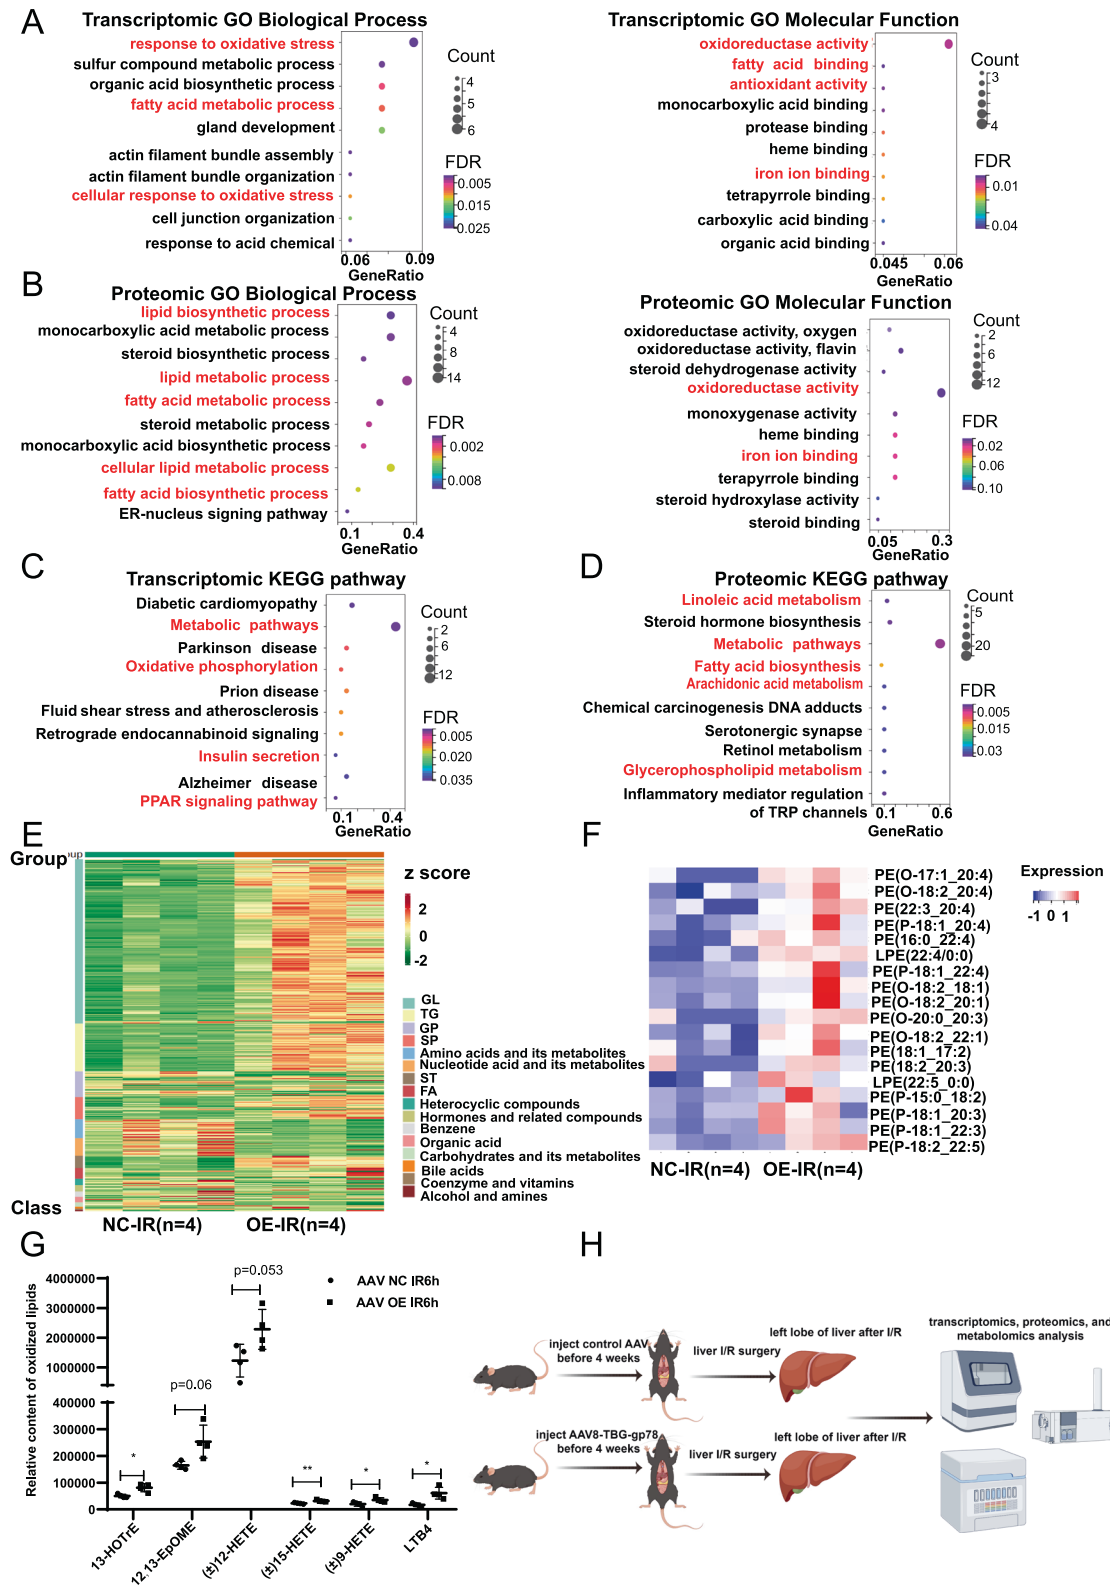 A
Transcriptomic GO Biological Process
response to oxidative stress
sulfur compound metabolic process
organic acid biosynthetic process
fatty acid metabolic process
gland development
actin filament bundle assembly
actin filament bundle organization
cellular response to oxidative stress
cell junction organization
response to acid chemical
0.06 0.09
GeneRatio
Count
4
5
6
FDR
0.005
0.015
0.025
Transcriptomic GO Molecular Function
oxidoreductase activity
fatty acid binding
antioxidant activity
monocarboxylic acid binding
protease binding
heme binding
iron ion binding
tetrapyrrole binding
carboxylic acid binding
organic acid binding
0.045 0.06
GeneRatio
Count
3
4
FDR
0.01
0.04
B
Proteomic GO Biological Process
lipid biosynthetic process
monocarboxylic acid metabolic process
steroid biosynthetic process
lipid metabolic process
fatty acid metabolic process
steroid metabolic process
monocarboxylic acid biosynthetic process
cellular lipid metabolic process
fatty acid biosynthetic process
ER-nucleus signing pathway
0.1 0.4
GeneRatio
Count
4
8
14
FDR
0.002
0.008
Proteomic GO Molecular Function
oxidoreductase activity, oxygen
oxidoreductase activity, flavin
steroid dehydrogenase activity
oxidoreductase activity
monoxygenase activity
heme binding
iron ion binding
terapyrrole binding
steroid hydroxylase activity
steroid binding
0.05 0.3
GeneRatio
Count
2
6
12
FDR
0.02
0.06
0.10
C
Transcriptomic KEGG pathway
Diabetic cardiomyopathy
Metabolic pathways
Parkinson disease
Oxidative phosphorylation
Prion disease
Fluid shear stress and atherosclerosis
Retrograde endocannabinoid signaling
Insulin secretion
Alzheimer disease
PPAR signaling pathway
0.1 0.4
GeneRatio
Count
2
6
12
FDR
0.005
0.020
0.035
D
Proteomic KEGG pathway
Linoleic acid metabolism
Steroid hormone biosynthesis
Metabolic pathways
Fatty acid biosynthesis
Arachidonic acid metabolism
Chemical carcinogenesis DNA adducts
Serotonergic synapse
Retinol metabolism
Glycerophospholipid metabolism
Inflammatory mediator regulation
of TRP channels
0.1 0.6
GeneRatio
Count
5
20
FDR
0.005
0.015
0.03
E
Group
Class
NC-IR(n=4) OE-IR(n=4)
z score
2
0
-2
GL
TG
GP
SP
Amino acids and its metabolites
Nucleotide acid and its metabolites
ST
FA
Heterocyclic compounds
Hormones and related compounds
Benzene
Organic acid
Carbohydrates and its metabolites
Bile acids
Coenzyme and vitamins
Alcohol and amines
F
PE(O-17:1_20:4)
PE(O-18:2_20:4)
PE(22:3_20:4)
PE(P-18:1_20:4)
PE(16:0_22:4)
LPE(22:4/0:0)
PE(P-18:1_22:4)
PE(O-18:2_18:1)
PE(O-18:2_20:1)
PE(O-20:0_20:3)
PE(O-18:2_22:1)
PE(18:1_17:2)
PE(18:2_20:3)
LPE(22:5_0:0)
PE(P-15:0_18:2)
PE(P-18:1_20:3)
PE(P-18:1_22:3)
PE(P-18:2_22:5)
NC-IR(n=4) OE-IR(n=4)
Expression
-1 0 1
G
Relative content of oxidized lipids
4000000
3000000
2000000
1000000
400000
300000
200000
100000
0
*
p=0.06
p=0.053
**
*
*
AAV NC IR6h
AAV OE IR6h
13-HOTrE
12,13-EpOME
(±)12-HETE
(±)15-HETE
(±)9-HETE
LTB4
H
inject control AAV
before 4 weeks
liver I/R surgery
left lobe of liver after I/R
inject AAV8-TBG-gp78
before 4 weeks
liver I/R surgery
left lobe of liver after I/R
transcriptomics, proteomics, and
metabolomics analysis